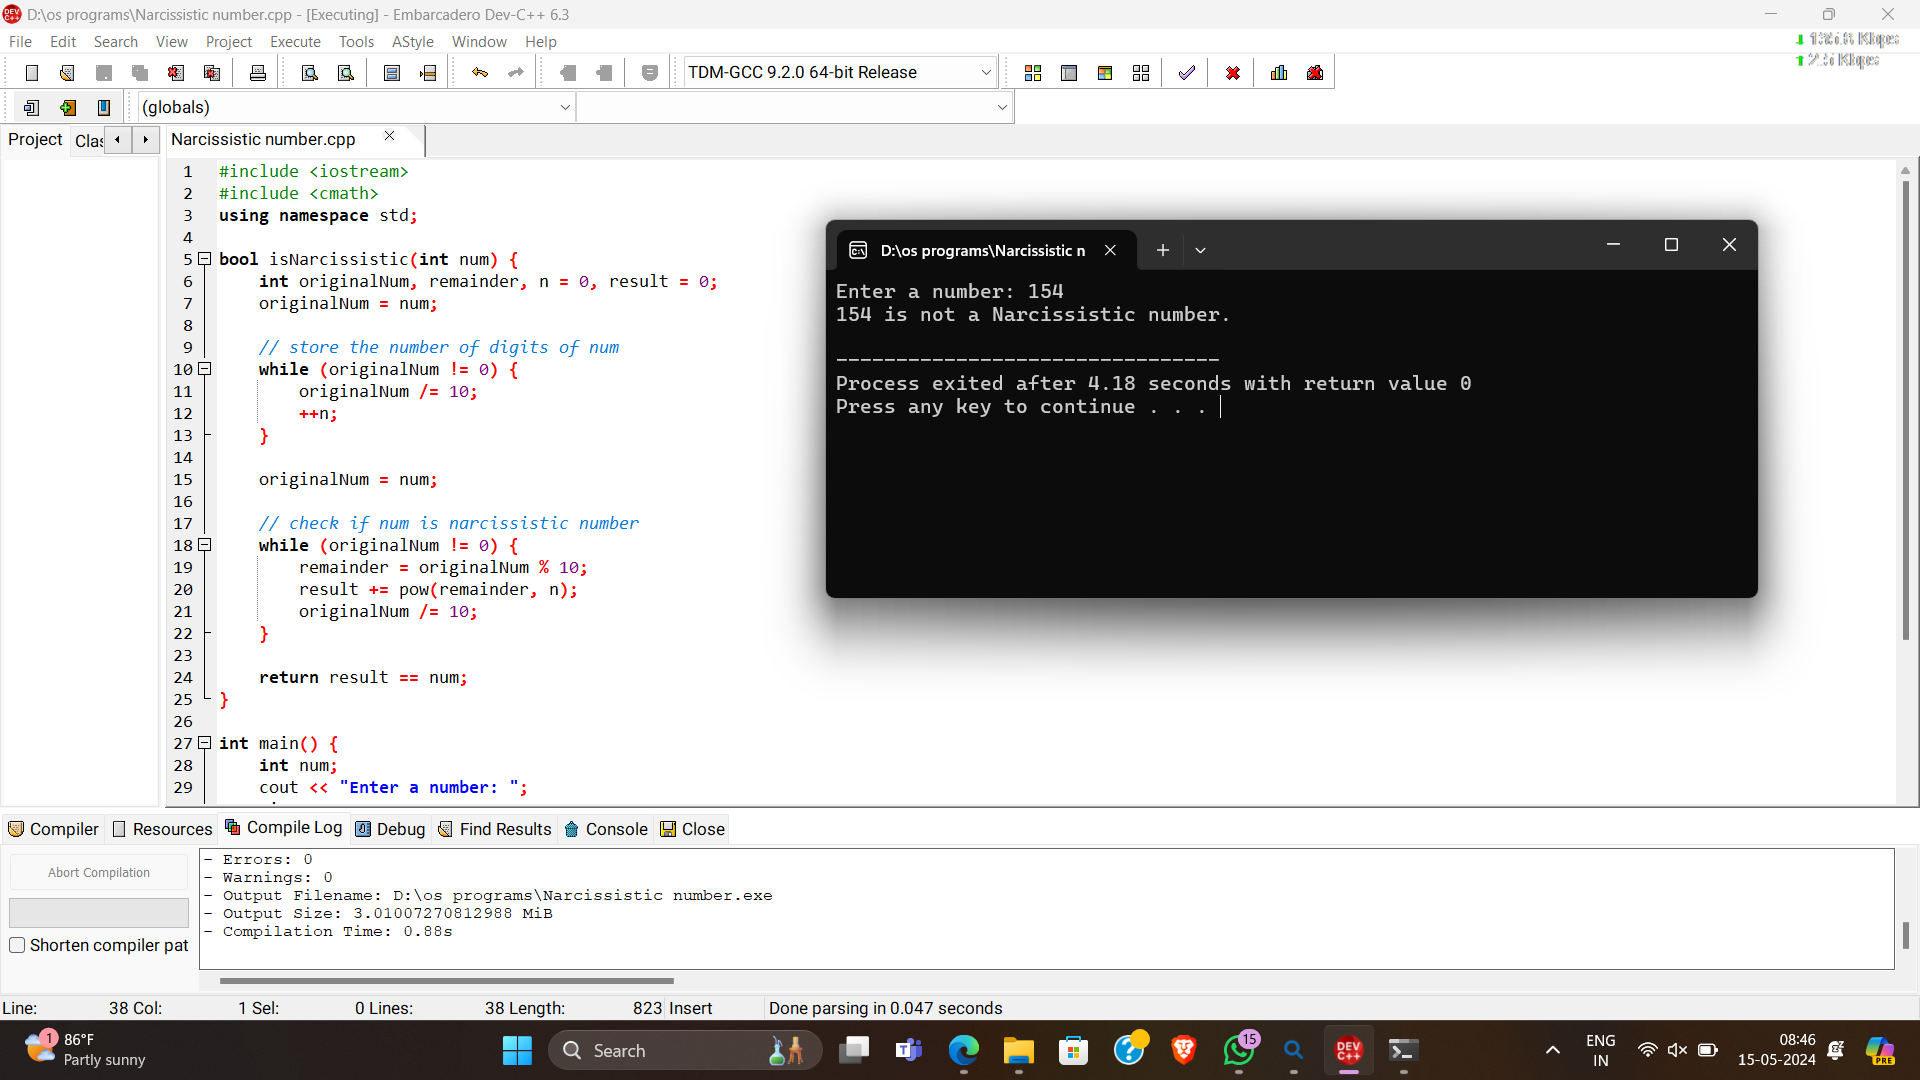 D:\os programs\Narcissistic number.cpp - [Executing] - Embarcadero Dev-C++ 6.3
File Edit Search View Project Execute Tools AStyle Window Help
TDM-GCC 9.2.0 64-bit Release
(globals)
Project Clas
Narcissistic number.cpp
1 #include <iostream>
2 #include <cmath>
3 using namespace std;
4
5 bool isNarcissistic(int num) {
6 int originalNum, remainder, n = 0, result = 0;
7 originalNum = num;
8
9 // store the number of digits of num
10 while (originalNum != 0) {
11 originalNum /= 10;
12 ++n;
13 }
14
15 originalNum = num;
16
17 // check if num is narcissistic number
18 while (originalNum != 0) {
19 remainder = originalNum % 10;
20 result += pow(remainder, n);
21 originalNum /= 10;
22 }
23
24 return result == num;
25 }
26
27 int main() {
28 int num;
29 cout << "Enter a number: ";
D:\os programs\Narcissistic n
Enter a number: 154
154 is not a Narcissistic number.
--------------------------------
Process exited after 4.18 seconds with return value 0
Press any key to continue . . .
Compiler Resources Compile Log Debug Find Results Console Close
Abort Compilation
Shorten compiler pat
- Errors: 0
- Warnings: 0
- Output Filename: D:\os programs\Narcissistic number.exe
- Output Size: 3.01007270812988 MiB
- Compilation Time: 0.88s
Line: 38 Col: 1 Sel: 0 Lines: 38 Length: 823 Insert Done parsing in 0.047 seconds
1
86°F
Partly sunny
Search
15
DEV C++
ENG
IN
08:46
15-05-2024
PRE